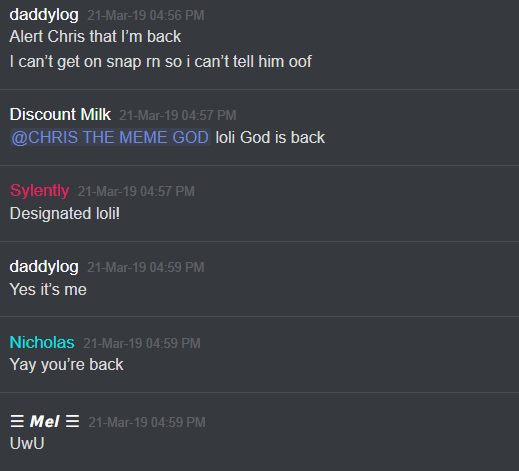 daddylog 21-Mar-19 04:56 PM
Alert Chris that I’m back
I can’t get on snap rn so i can’t tell him oof
Discount Milk 21-Mar-19 04:57 PM
@CHRIS THE MEME GOD loli God is back
Sylently 21-Mar-19 04:57 PM
Designated loli!
daddylog 21-Mar-19 04:59 PM
Yes it’s me
Nicholas 21-Mar-19 04:59 PM
Yay you’re back
☰ 𝙈𝙚𝙡 ☰ 21-Mar-19 04:59 PM
UwU